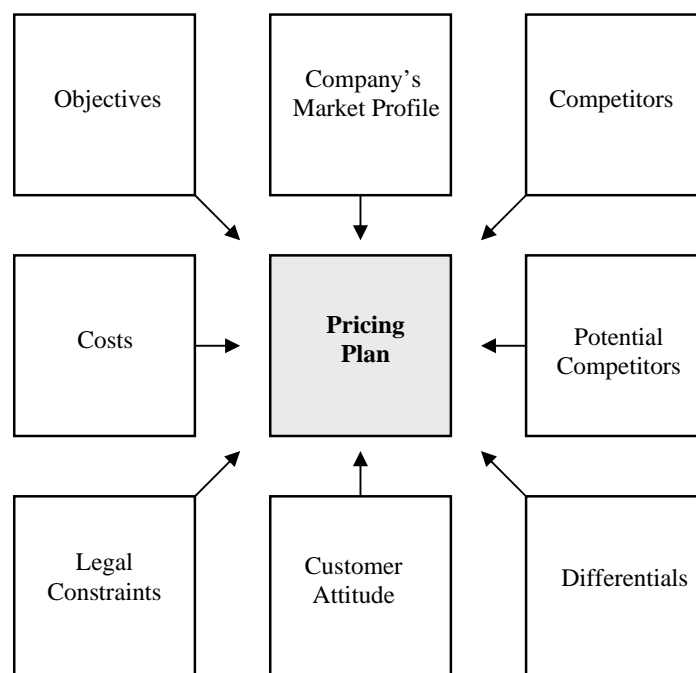 Objectives
Company’s
Market Profile
Competitors
Costs
Pricing
Plan
Potential
Competitors
Legal
Constraints
Customer
Attitude
Differentials